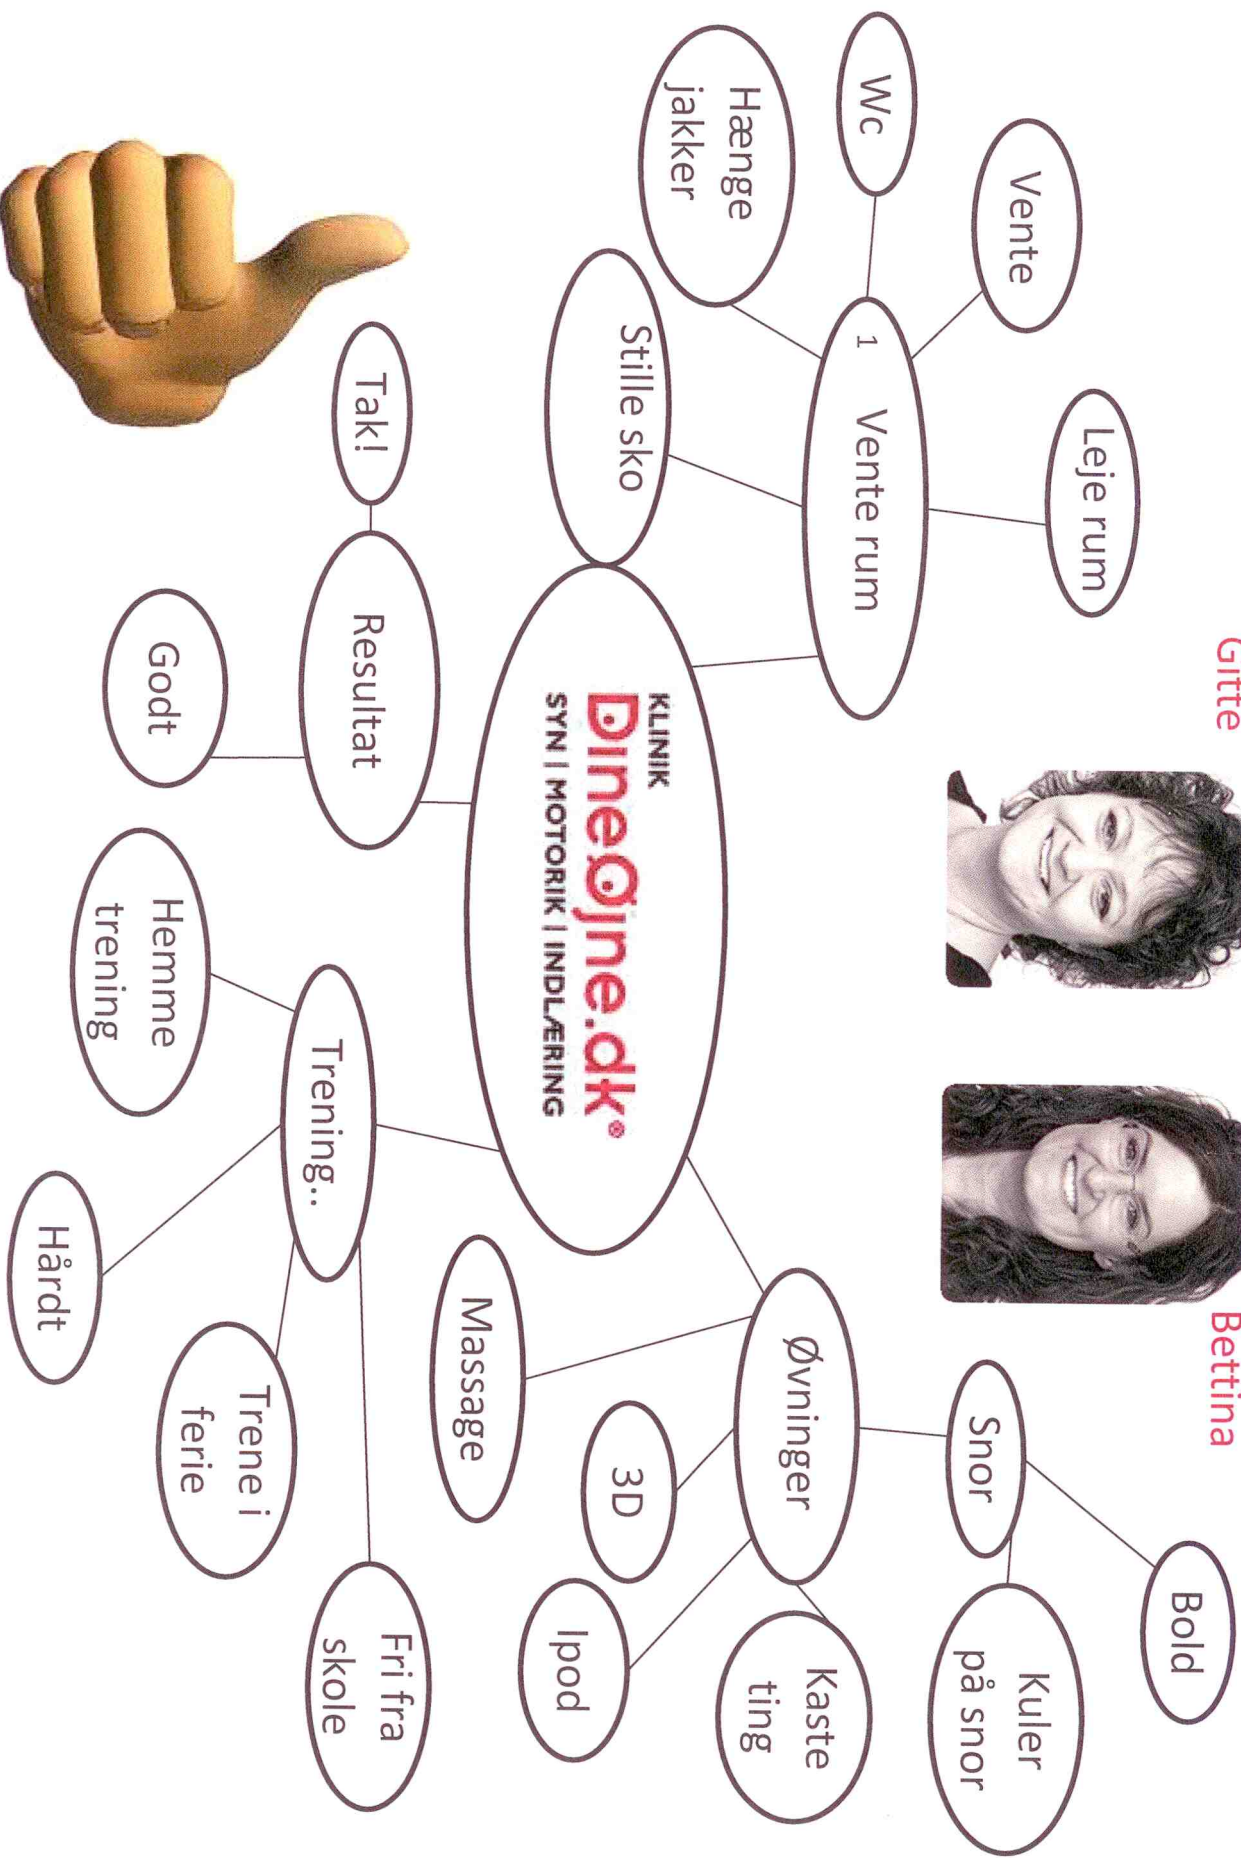 Gitte
Bettina
Leje rum
Vente
Wc
Hænge
jakker
1 Vente rum
Stille sko
KLINIK
DineØjne.dk®
SYN | MOTORIK | INDLÆRING
Bold
Snor
Kuler
på snor
Øvninger
Kaste
ting
3D
Ipod
Massage
Tak!
Resultat
Godt
Trening..
Hemme
trening
Hårdt
Trene i
ferie
Fri fra
skole